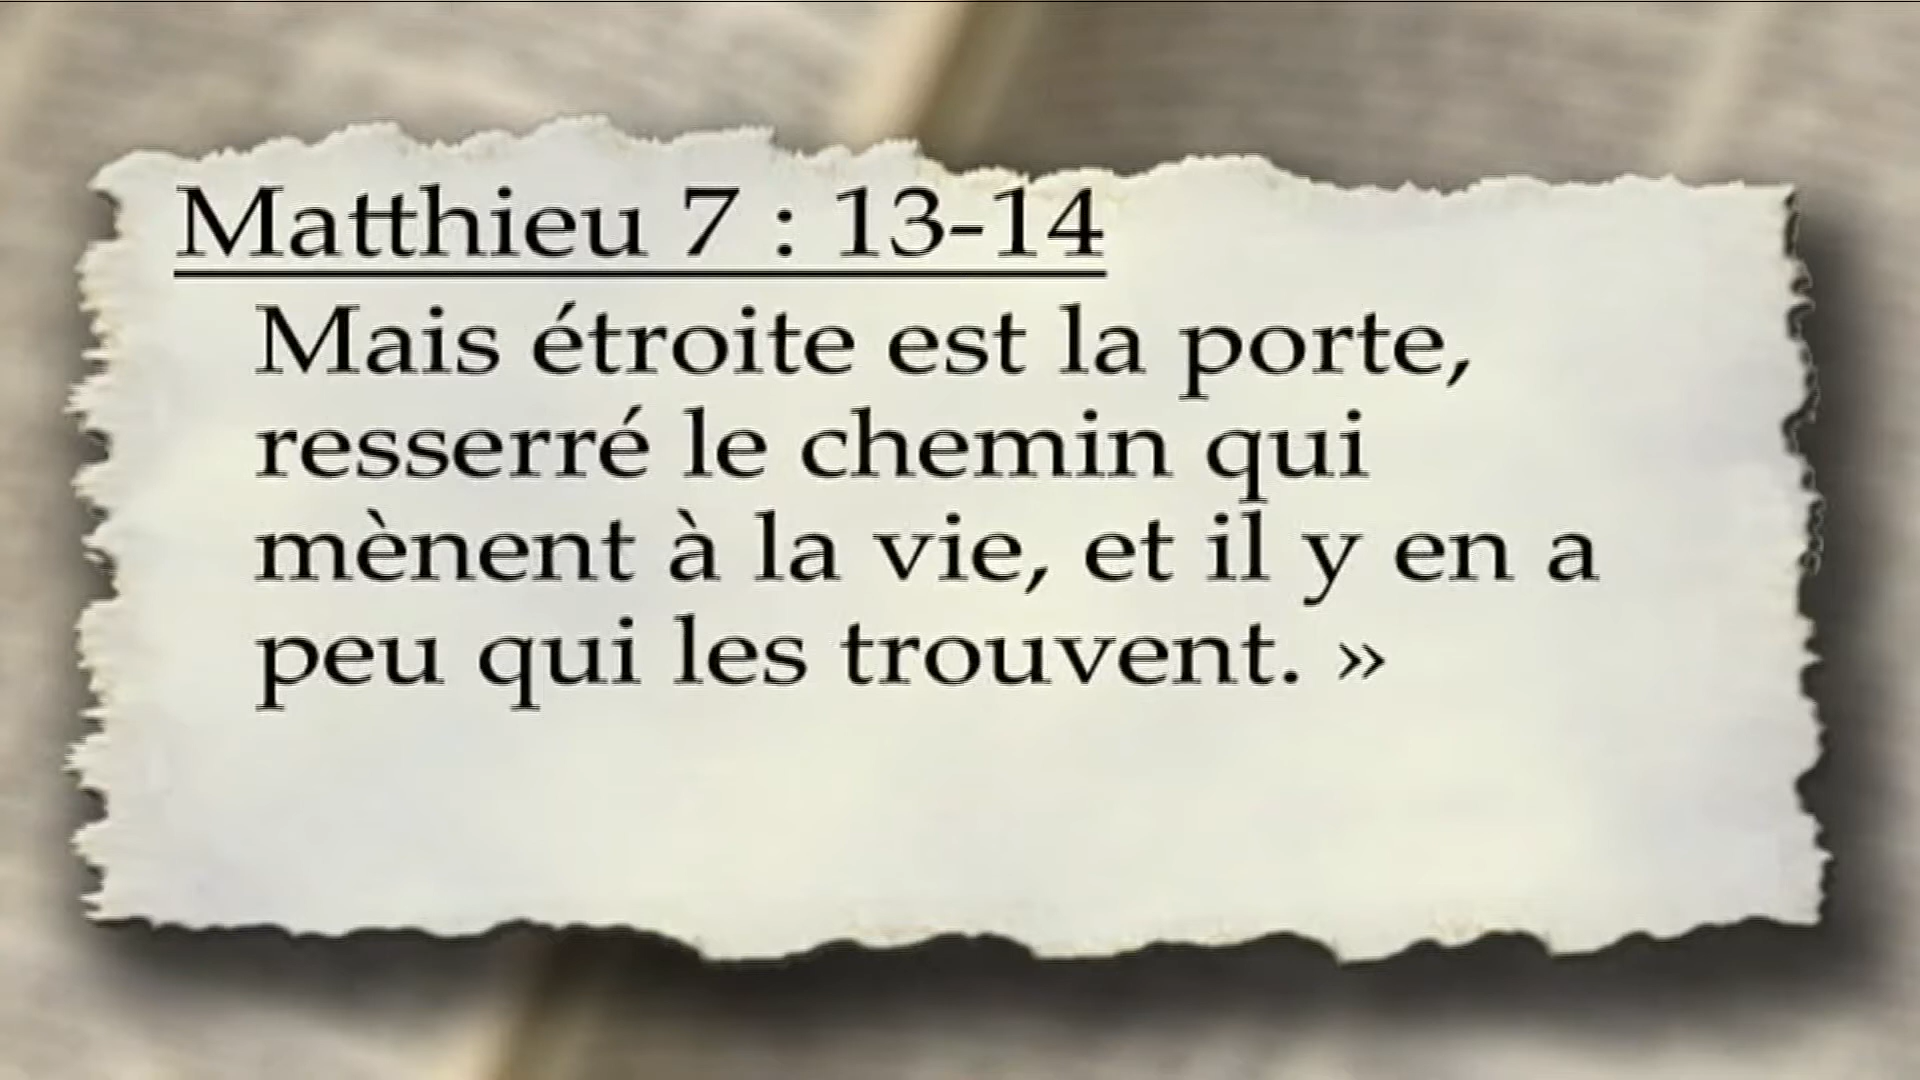 Matthieu 7 : 13-14
Mais étroite est la porte,
resserré le chemin qui
mènent à la vie, et il y en a
peu qui les trouvent. »